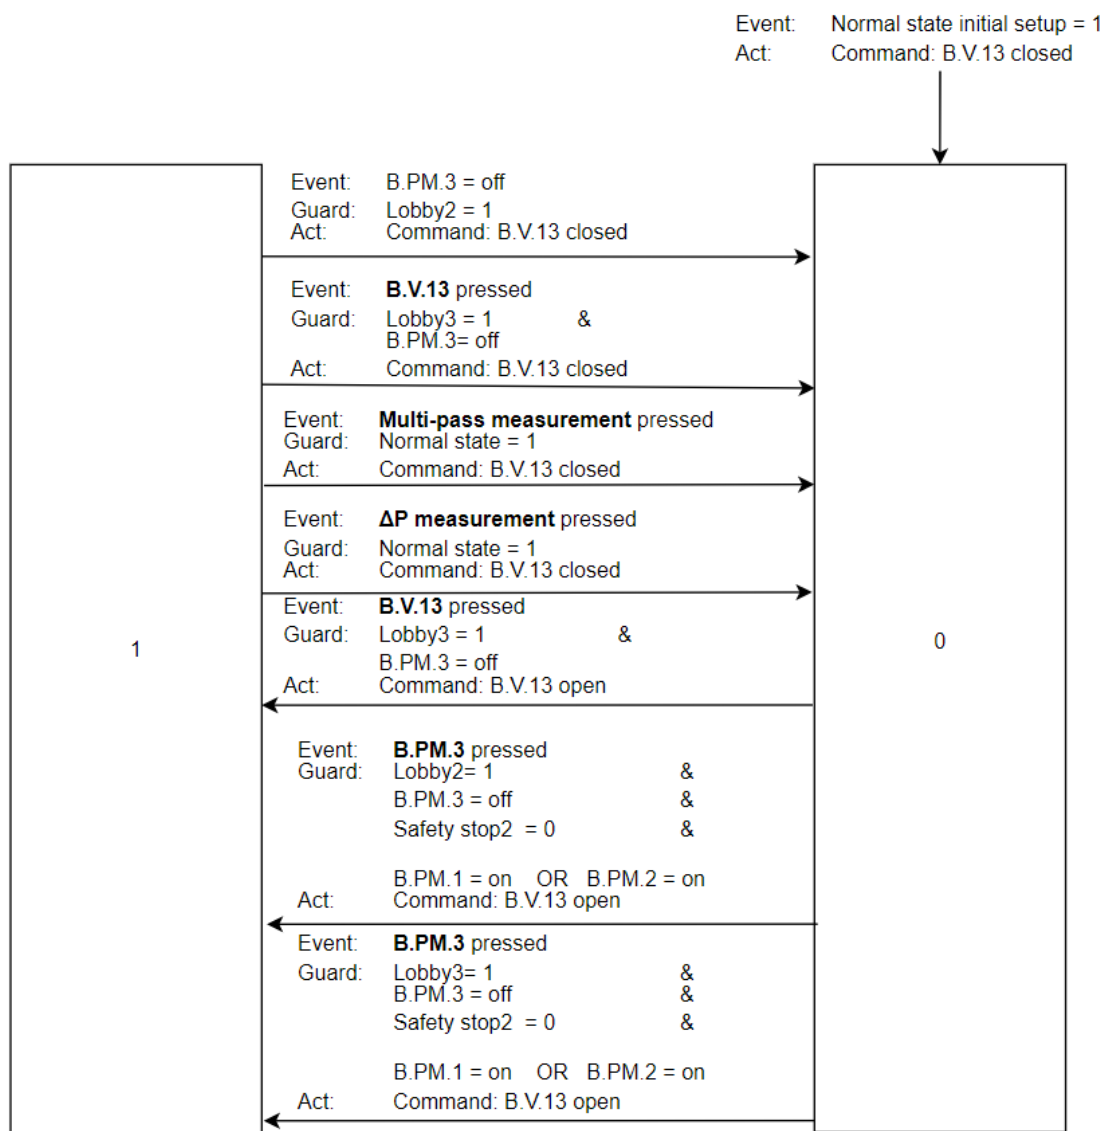 Event: Normal state initial setup = 1
Act: Command: B.V.13 closed
Event: B.PM.3 = off
Guard: Lobby2 = 1
Act: Command: B.V.13 closed
Event: B.V.13 pressed
Guard: Lobby3 = 1 &
B.PM.3= off
Act: Command: B.V.13 closed
Event: Multi-pass measurement pressed
Guard: Normal state = 1
Act: Command: B.V.13 closed
Event: ΔP measurement pressed
Guard: Normal state = 1
Act: Command: B.V.13 closed
Event: B.V.13 pressed
Guard: Lobby3 = 1 &
B.PM.3 = off
Act: Command: B.V.13 open
1
0
Event: B.PM.3 pressed
Guard: Lobby2= 1 &
B.PM.3 = off &
Safety stop2 = 0 &
B.PM.1 = on OR B.PM.2 = on
Act: Command: B.V.13 open
Event: B.PM.3 pressed
Guard: Lobby3= 1 &
B.PM.3 = off &
Safety stop2 = 0 &
B.PM.1 = on OR B.PM.2 = on
Act: Command: B.V.13 open